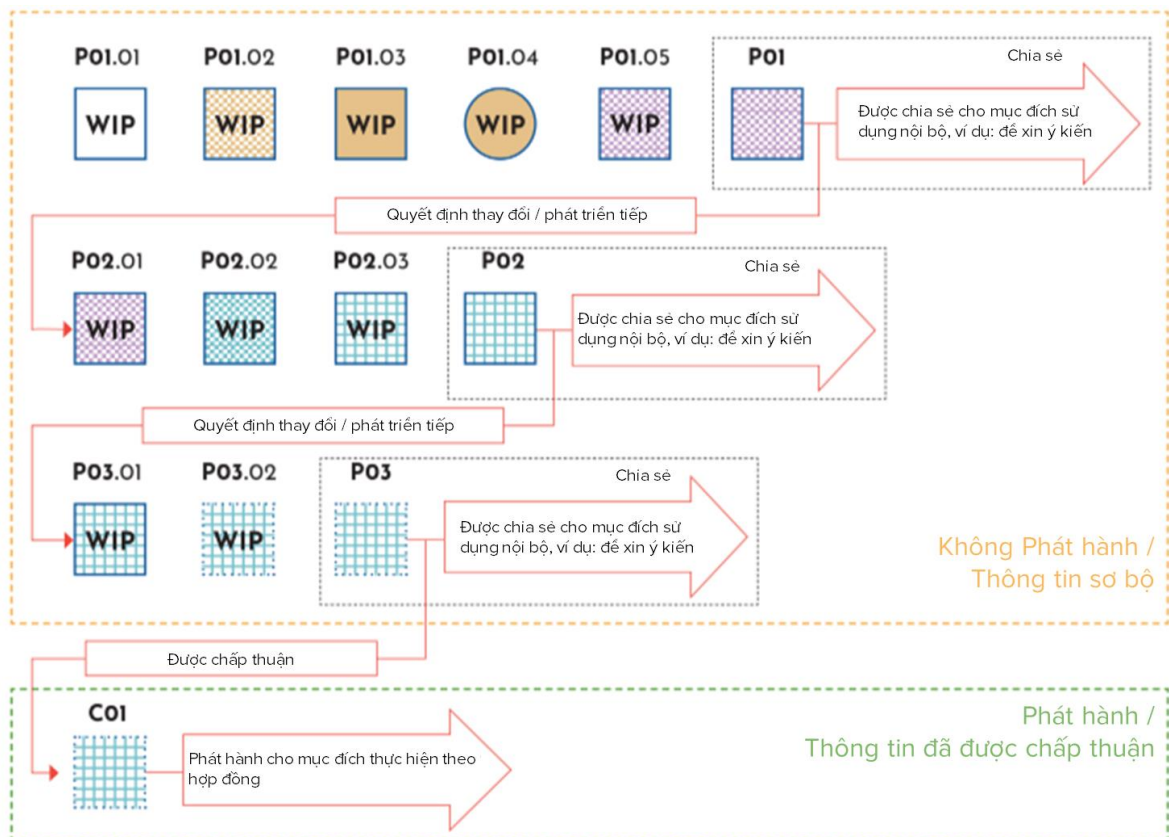 P01.01
P01.02
P01.03
P01.04
P01.05
P01
Chia sẻ
WIP
WIP
WIP
WIP
WIP
Được chia sẻ cho mục đích sử
dụng nội bộ, ví dụ: để xin ý kiến
Quyết định thay đổi / phát triển tiếp
P02.01
P02.02
P02.03
P02
Chia sẻ
WIP
WIP
WIP
Được chia sẻ cho mục đích sử
dụng nội bộ, ví dụ: để xin ý kiến
Quyết định thay đổi / phát triển tiếp
P03.01
P03.02
P03
Chia sẻ
WIP
WIP
Được chia sẻ cho mục đích sử
dụng nội bộ, ví dụ: để xin ý kiến
Không Phát hành /
Thông tin sơ bộ
Được chấp thuận
C01
Phát hành cho mục đích thực hiện theo
hợp đồng
Phát hành /
Thông tin đã được chấp thuận